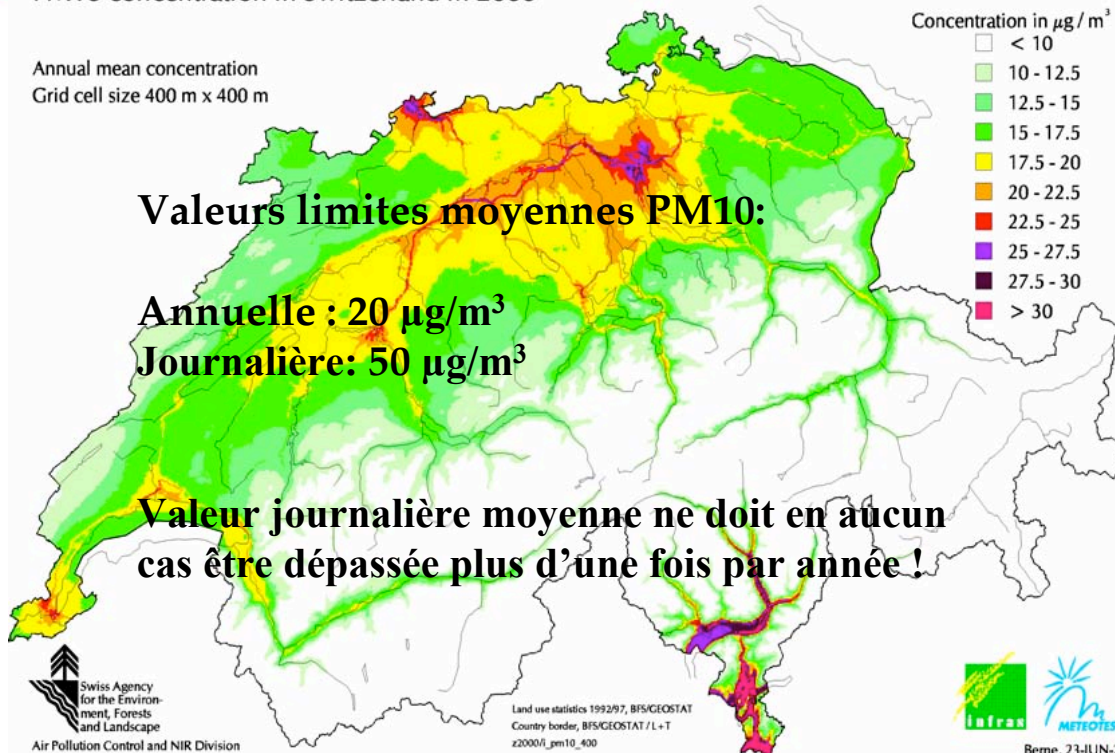 Annual mean concentration
Grid cell size 400 m x 400 m
Concentration in µg / m³
< 10
10 - 12.5
12.5 - 15
15 - 17.5
17.5 - 20
20 - 22.5
22.5 - 25
25 - 27.5
27.5 - 30
> 30
Valeurs limites moyennes PM10:
Annuelle : 20 µg/m³
Journalière: 50 µg/m³
Valeur journalière moyenne ne doit en aucun
cas être dépassée plus d’une fois par année !
Swiss Agency
for the Environ-
ment, Forests
and Landscape
Air Pollution Control and NIR Division
Land use statistics 1992/97, BFS/GEOSTAT
Country border, BFS/GEOSTAT / L+T
z2000/i_pm10_400
infras
METEOTES
Berne, 23-JUN-